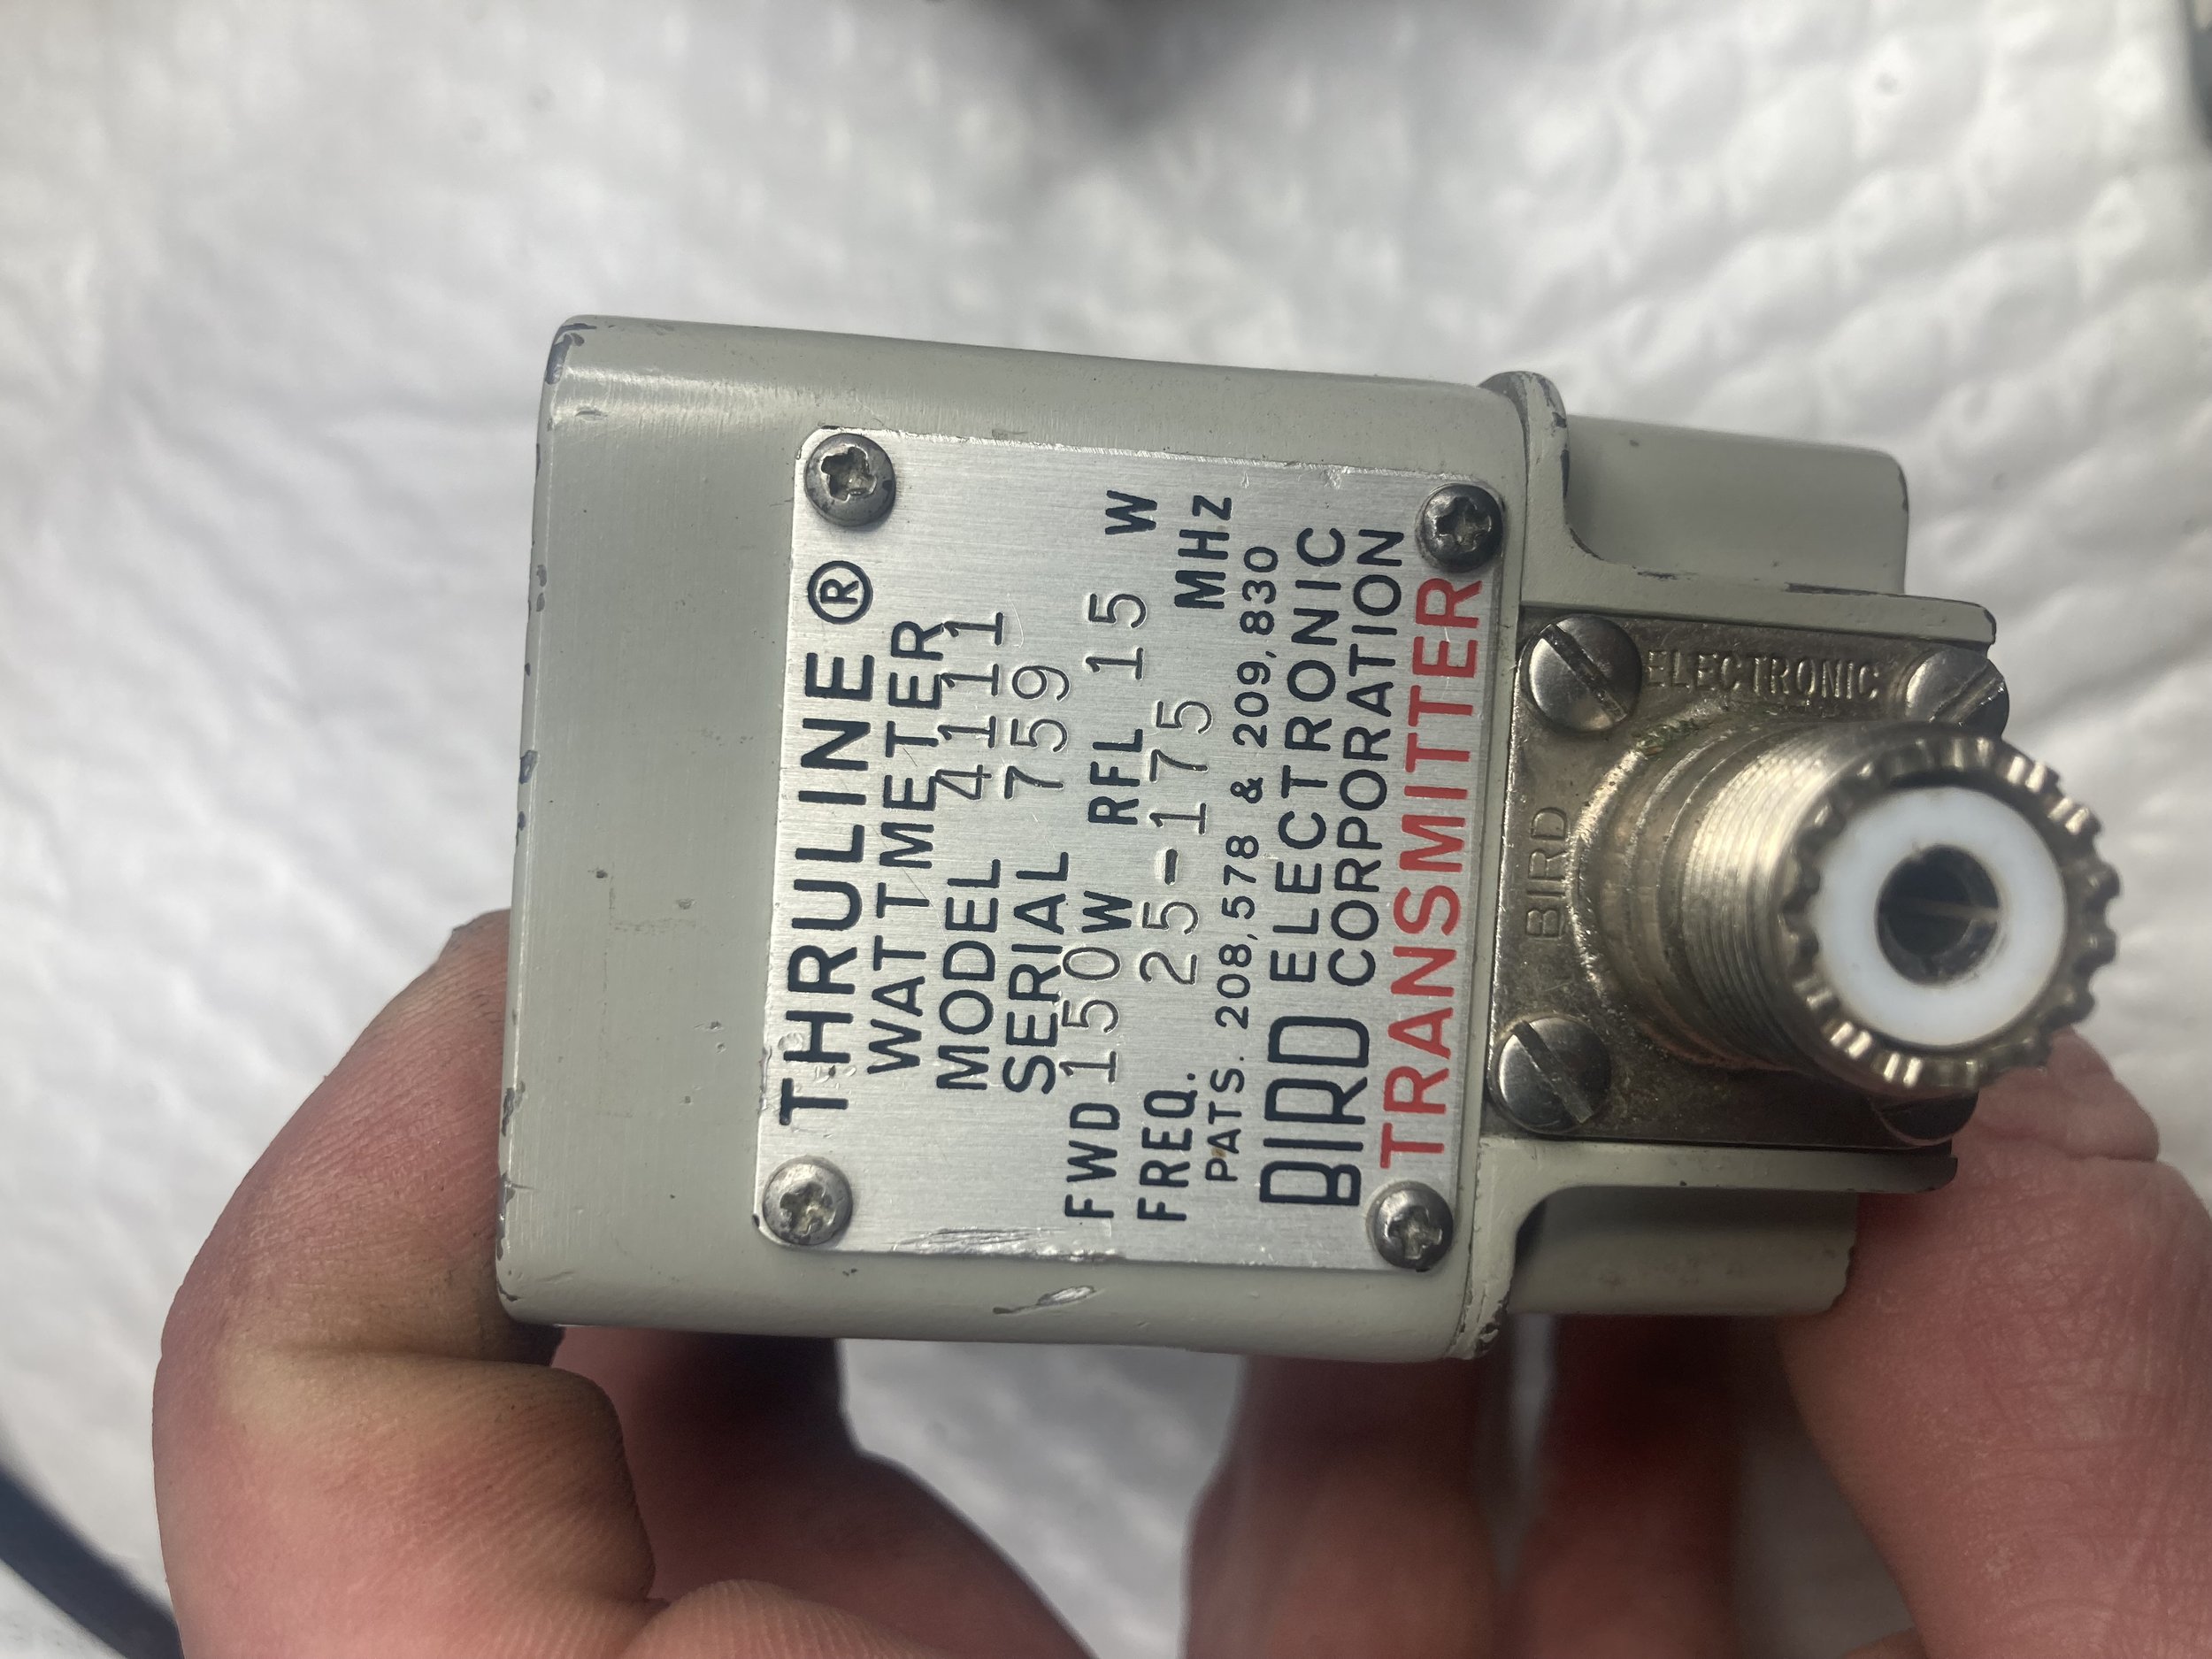 THRULINE®
WATTMETER
MODEL 4111
SERIAL 759
FWD 150W RFL 15 W
FREQ. 25-175 MHz
PATS. 208,578 & 209,830
BIRD ELECTRONIC
CORPORATION
TRANSMITTER
BIRD
ELECTRONIC